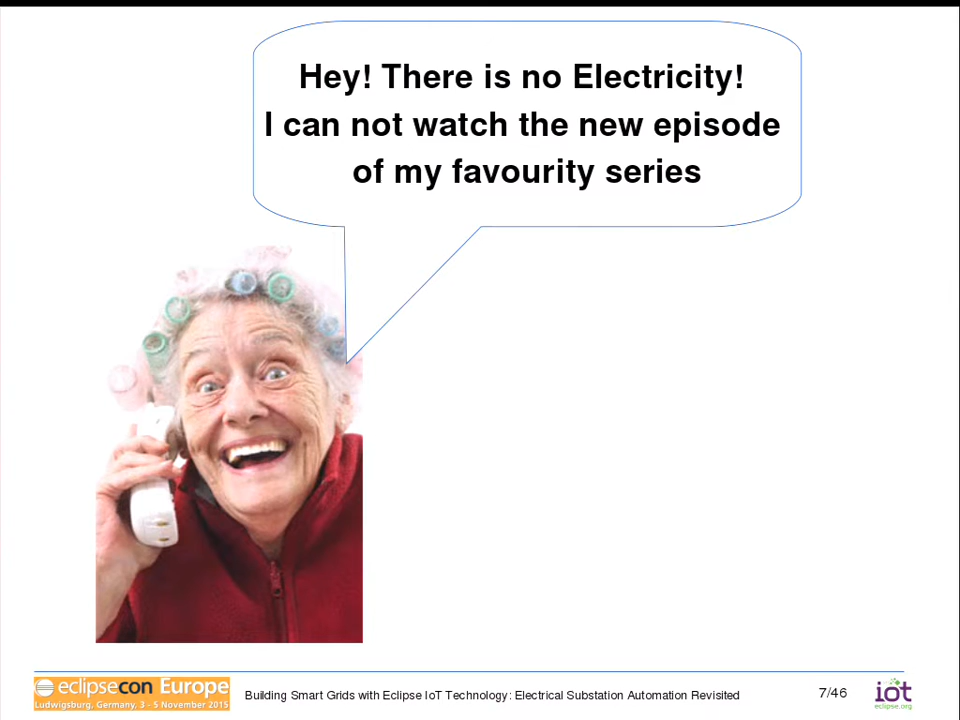 Hey! There is no Electricity!
I can not watch the new episode
of my favourity series
eclipsecon Europe
Ludwigsburg, Germany, 3 - 5 November 2015
Building Smart Grids with Eclipse IoT Technology: Electrical Substation Automation Revisited
7/46
iot
eclipse.org